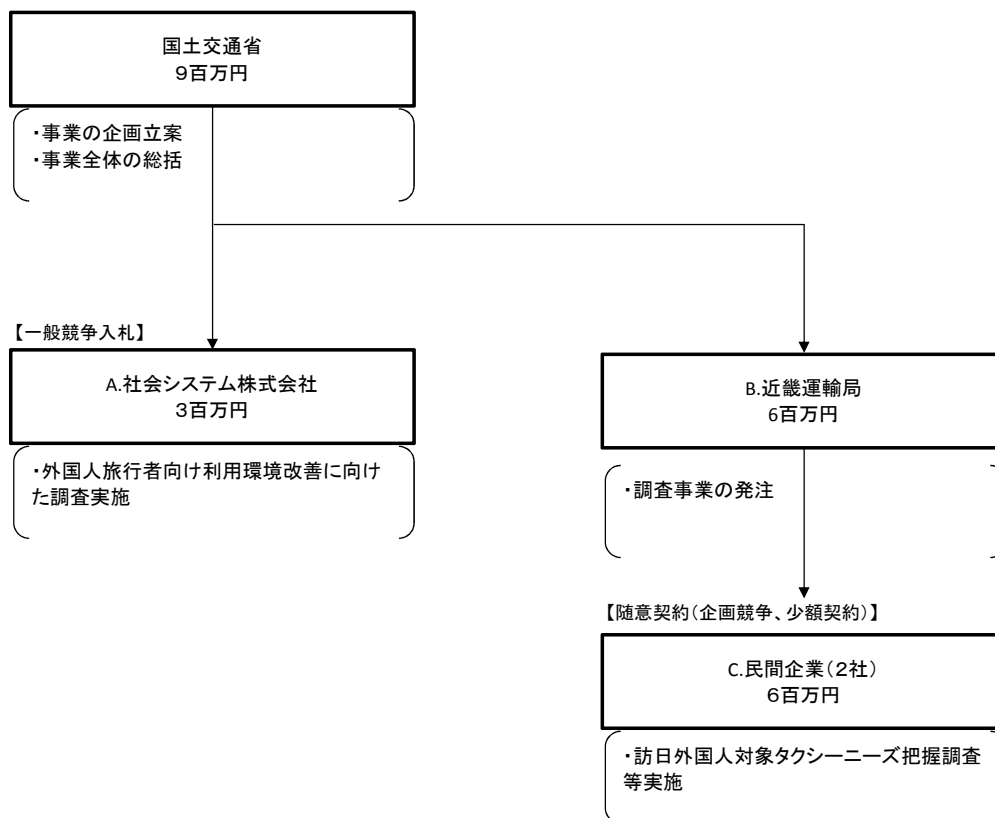 国土交通省
９百万円
・事業の企画立案
・事業全体の総括
【一般競争入札】
A.社会システム株式会社
３百万円
・外国人旅行者向け利用環境改善に向け
た調査実施
B.近畿運輸局
6百万円
・調査事業の発注
【随意契約（企画競争、少額契約）】
C.民間企業（２社）
６百万円
・訪日外国人対象タクシーニーズ把握調査
等実施